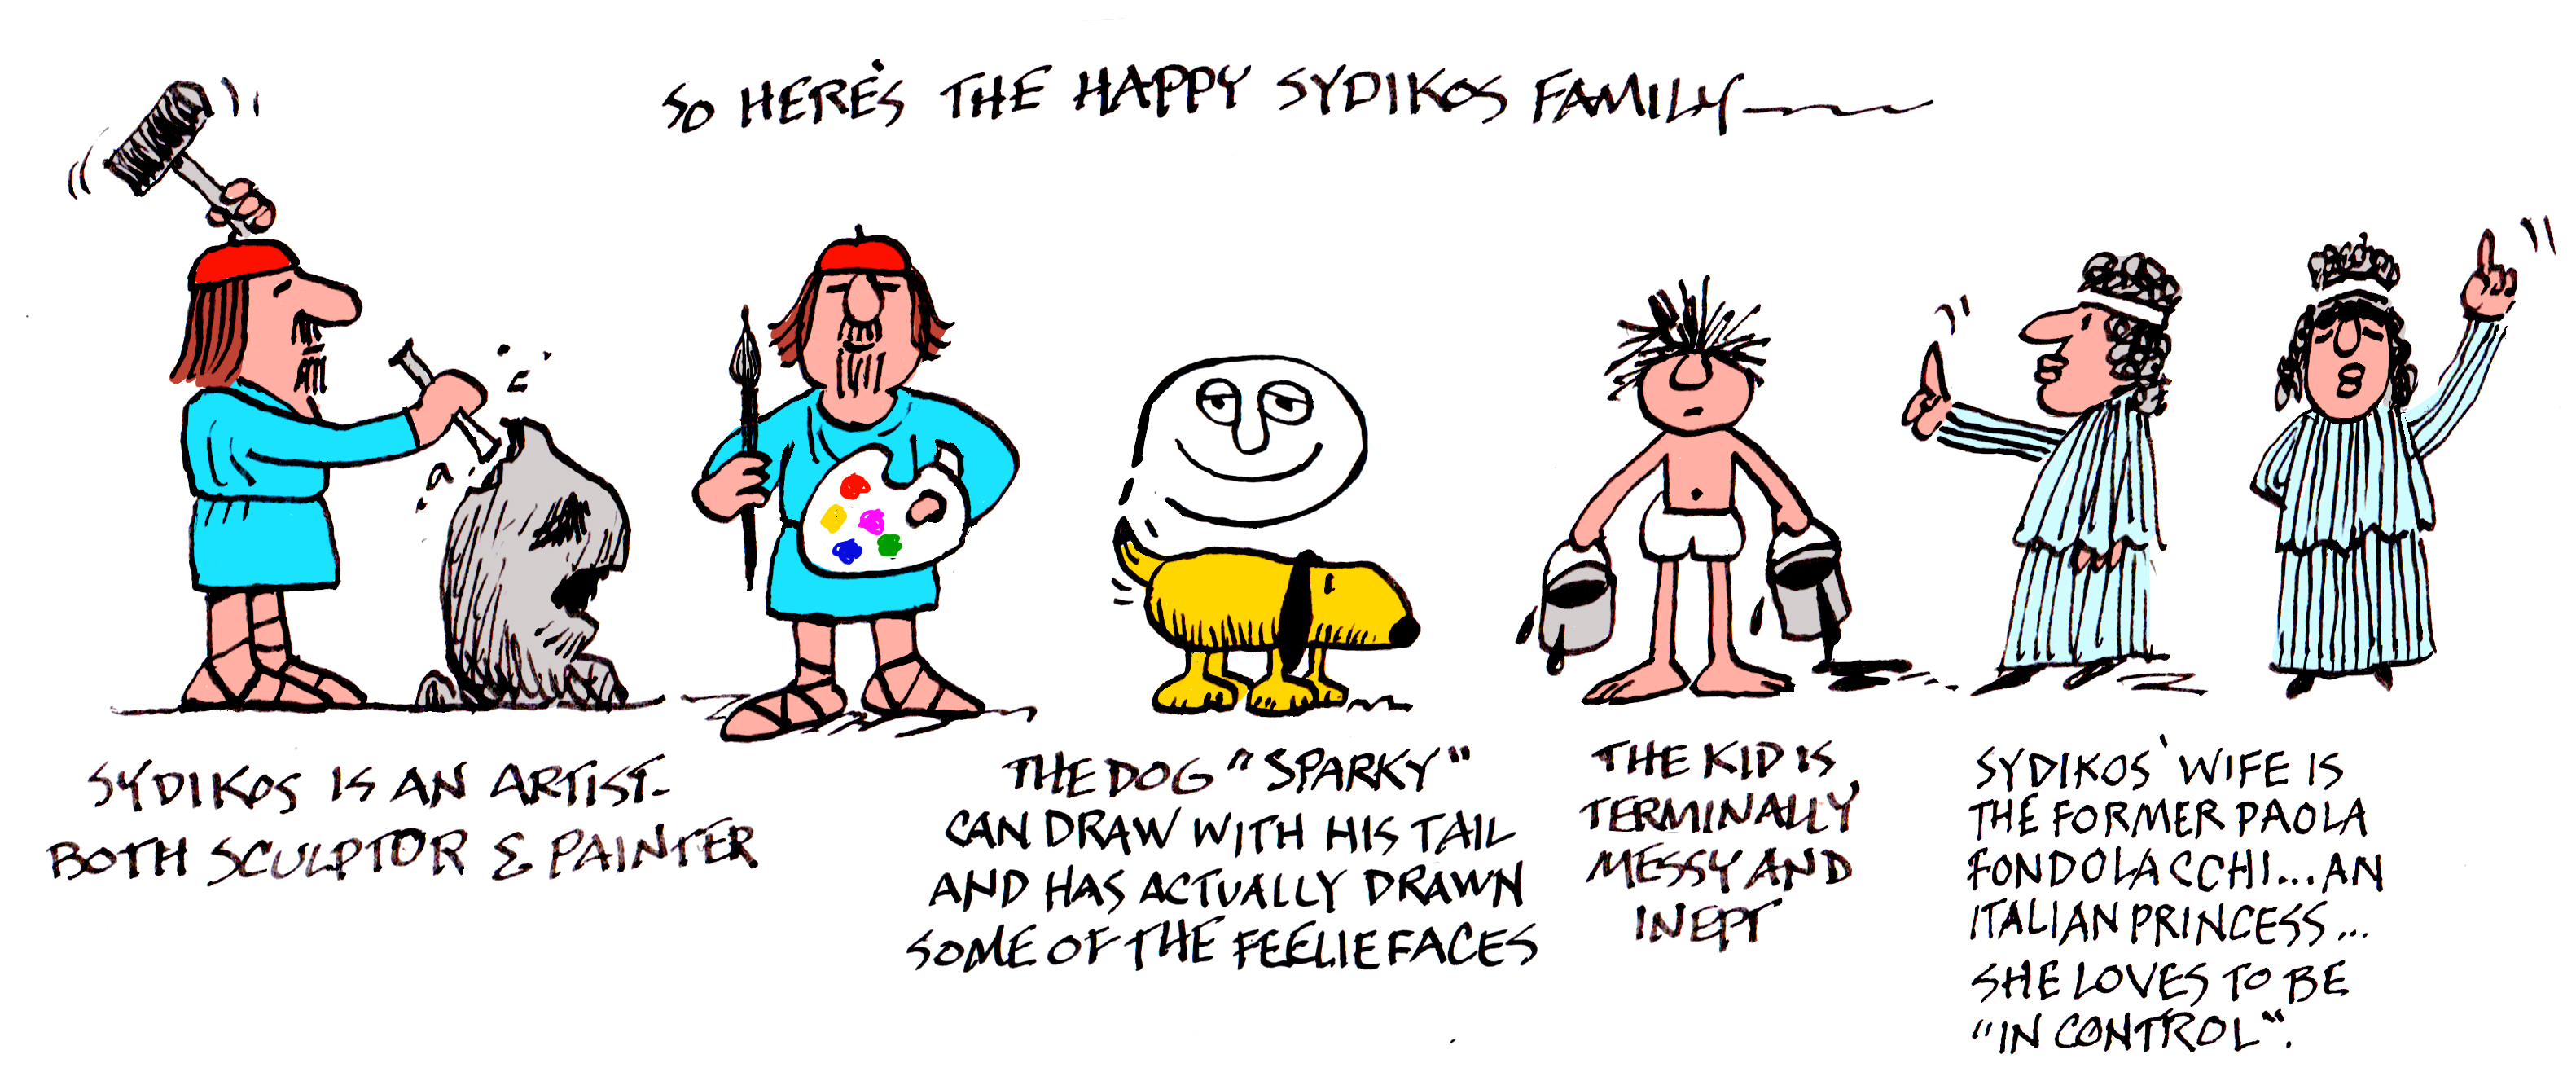 SO HERE'S THE HAPPY SYDIKOS FAMILY
SYDIKOS IS AN ARTIST-
BOTH SCULPTOR & PAINTER
THE DOG "SPARKY"
CAN DRAW WITH HIS TAIL
AND HAS ACTUALLY DRAWN
SOME OF THE FEELIE FACES
THE KID IS
TERMINALLY
MESSY AND
INEPT
SYDIKOS' WIFE IS
THE FORMER PAOLA
FONDOLACCHI... AN
ITALIAN PRINCESS...
SHE LOVES TO BE
"IN CONTROL".